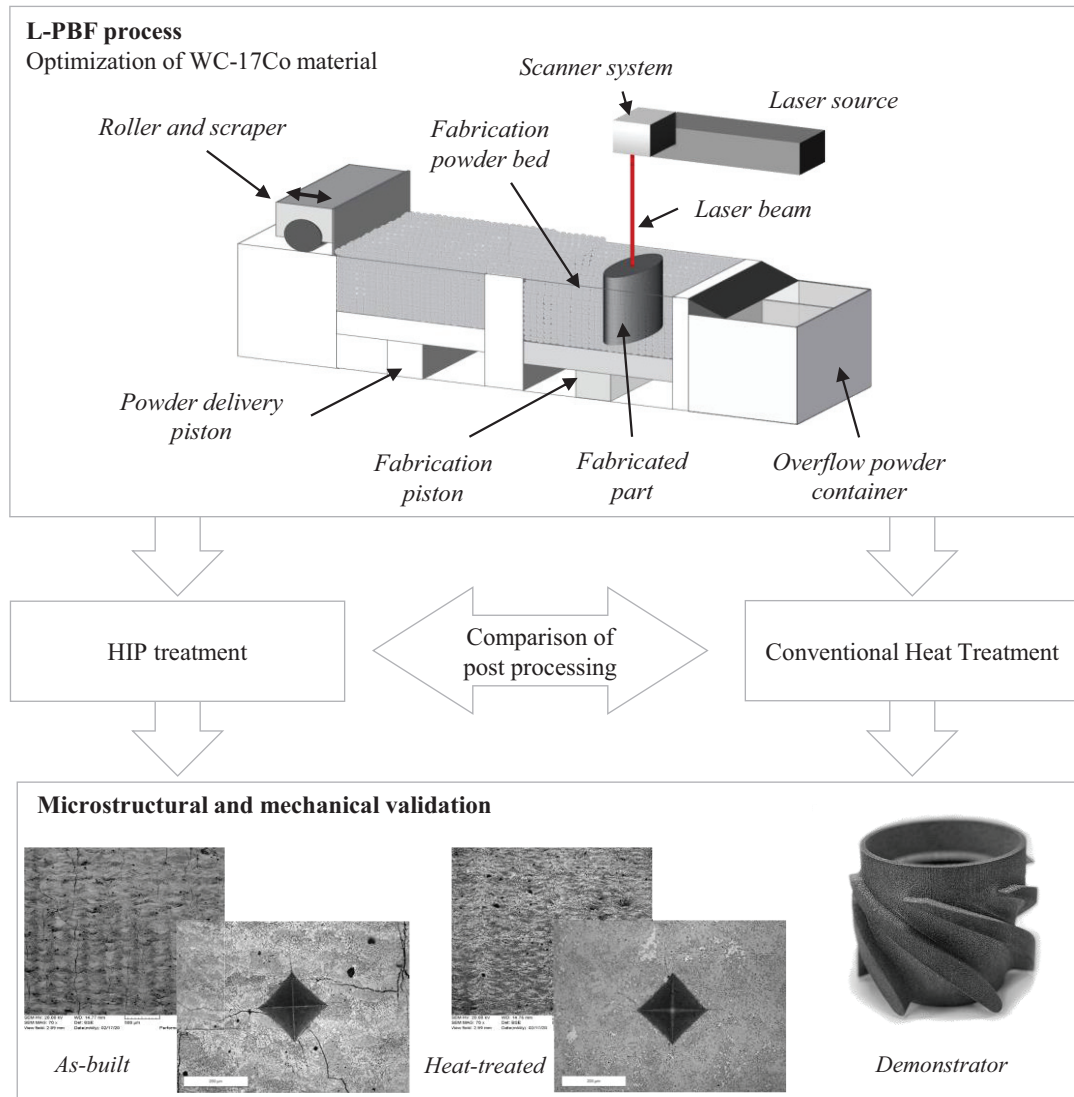 L-PBF process
Optimization of WC-17Co material
Scanner system
Laser source
Roller and scraper
Fabrication
powder bed
Laser beam
Powder delivery
piston
Fabrication
piston
Fabricated
part
Overflow powder
container
HIP treatment
Comparison of
post processing
Conventional Heat Treatment
Microstructural and mechanical validation
As-built
Heat-treated
Demonstrator